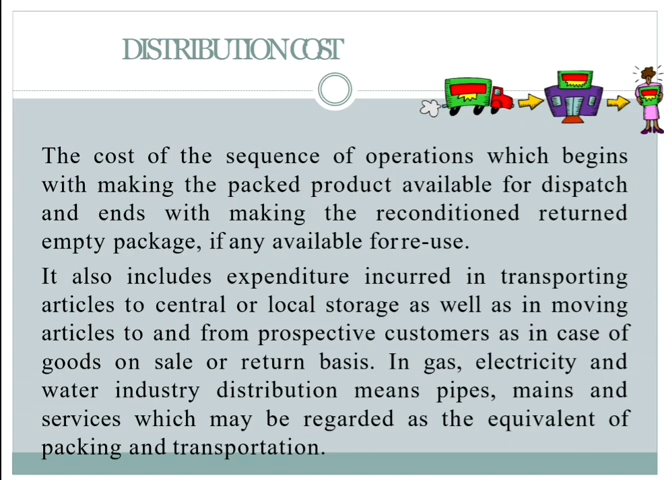 DISTRIBUTION COST
The cost of the sequence of operations which begins
with making the packed product available for dispatch
and ends with making the reconditioned returned
empty package, if any available for re-use.
It also includes expenditure incurred in transporting
articles to central or local storage as well as in moving
articles to and from prospective customers as in case of
goods on sale or return basis. In gas, electricity and
water industry distribution means pipes, mains and
services which may be regarded as the equivalent of
packing and transportation.